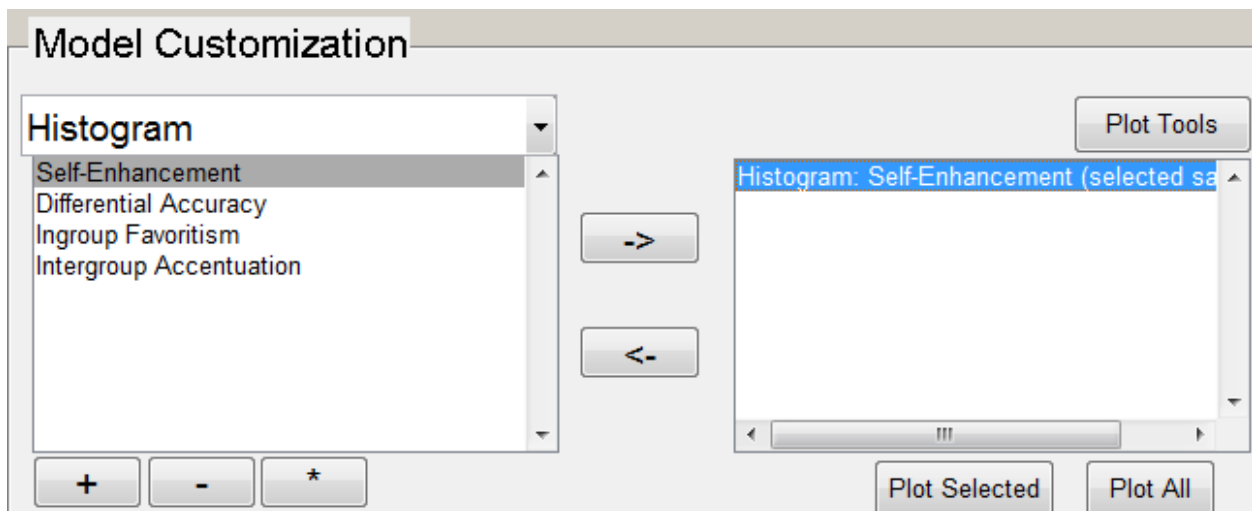 Model Customization
Histogram
Plot Tools
Self-Enhancement
Differential Accuracy
Ingroup Favoritism
Intergroup Accentuation
->
<-
Histogram: Self-Enhancement (selected sa
+ - *
Plot Selected Plot All